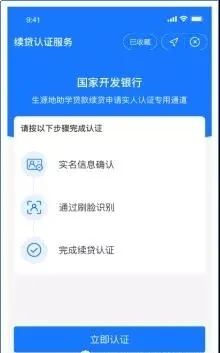 9:41
续贷认证服务
已收藏
国家开发银行
生源地助学贷款续贷申请实人认证专用通道
请按以下步骤完成认证
实名信息确认
通过刷脸识别
完成续贷认证
立即认证